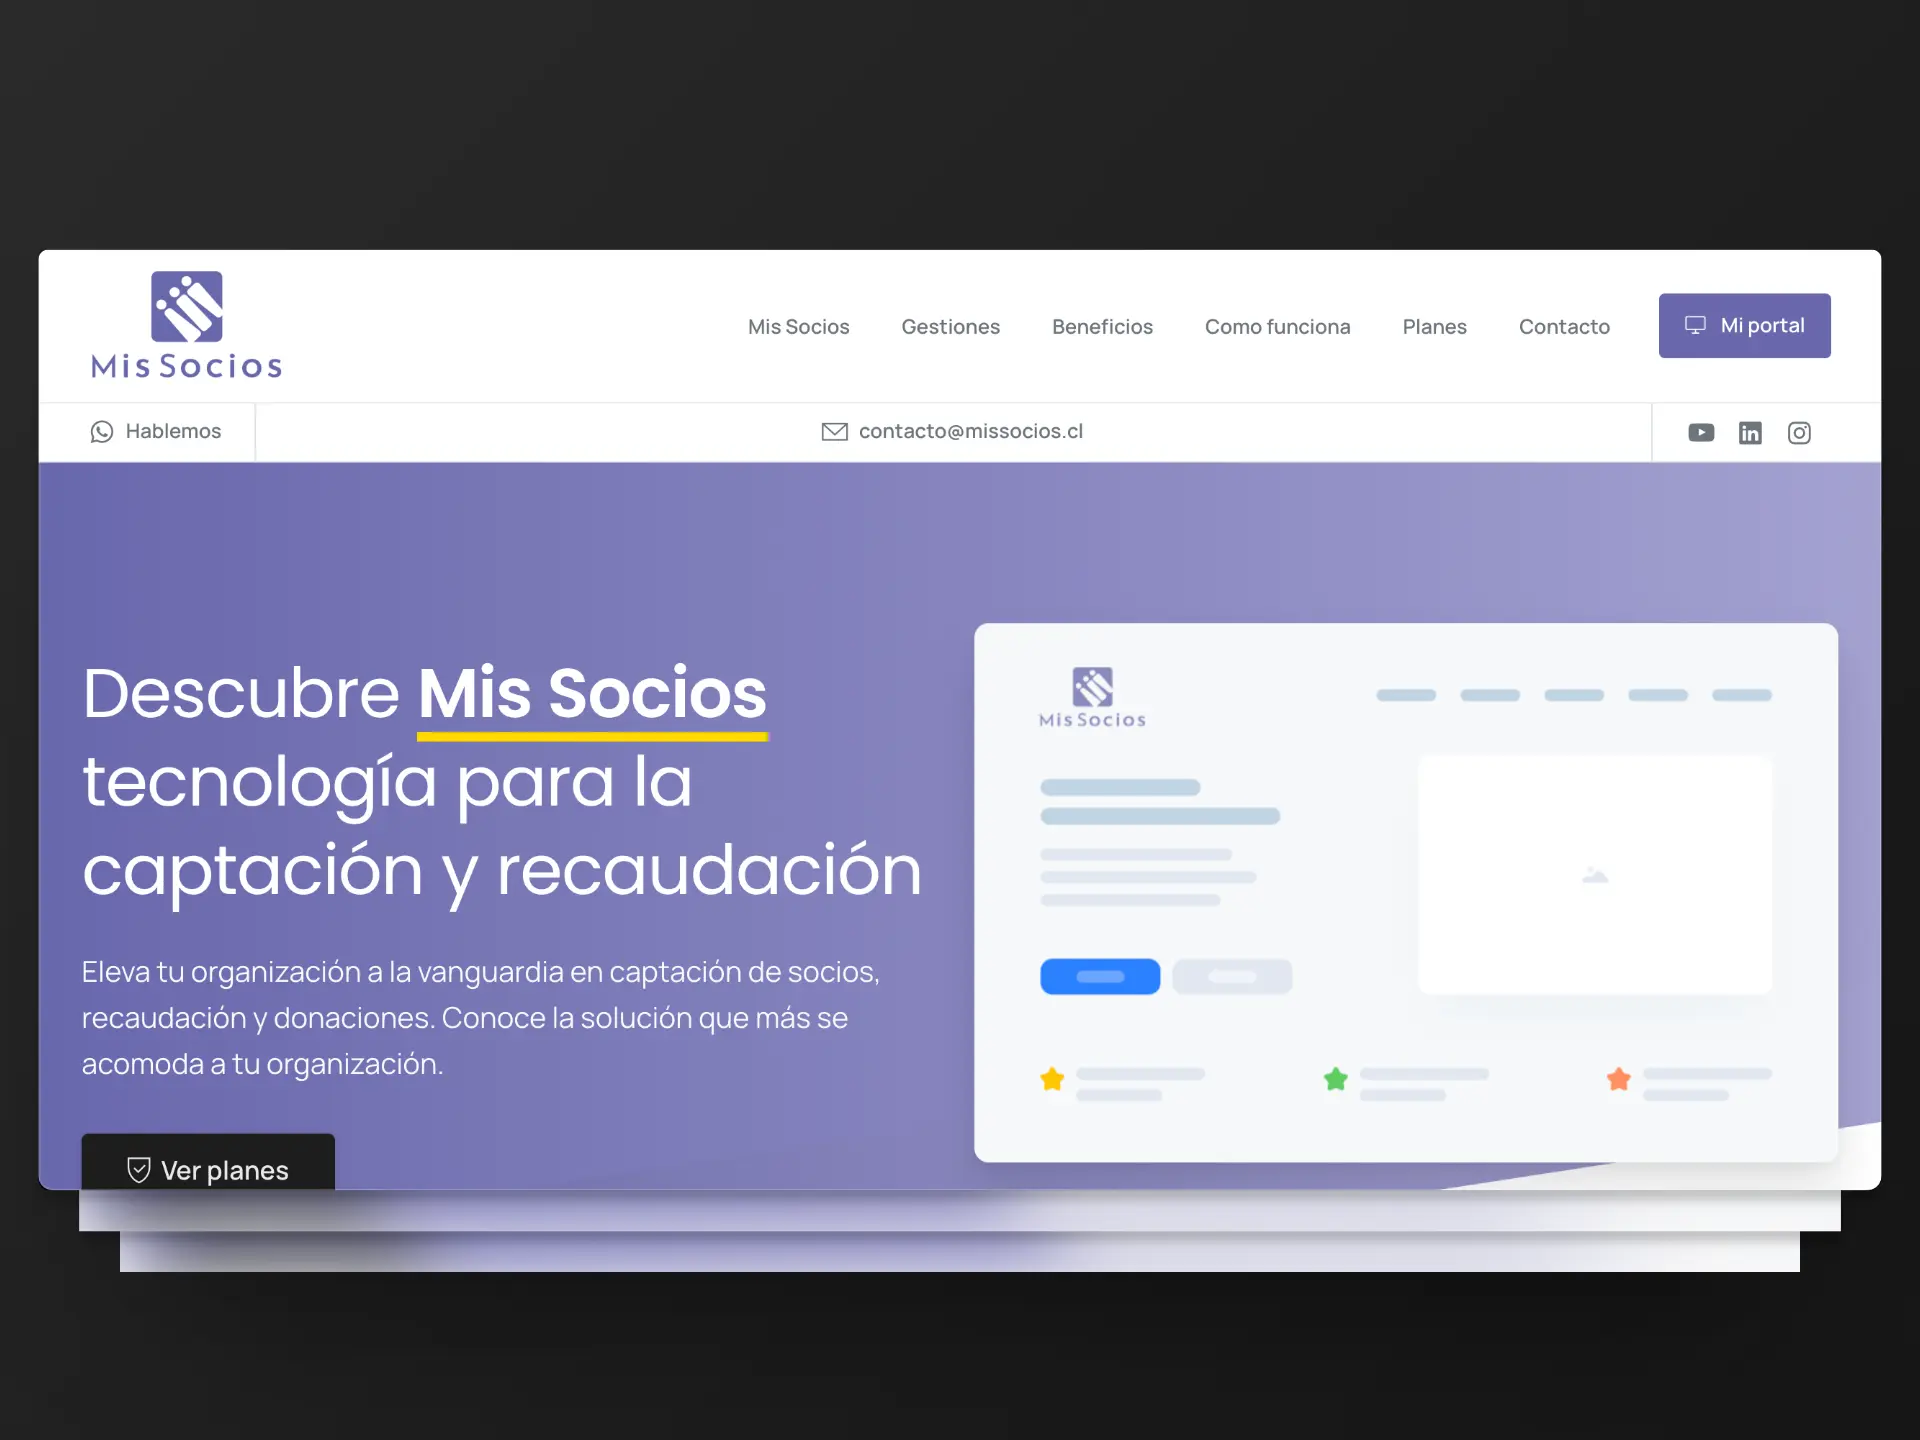 Mis Socios
Mis Socios Gestiones Beneficios Como funciona Planes Contacto Mi portal
Hablemos contacto@missocios.cl
Descubre Mis Socios
tecnología para la
captación y recaudación
Eleva tu organización a la vanguardia en captación de socios,
recaudación y donaciones. Conoce la solución que más se
acomoda a tu organización.
Ver planes
Mis Socios